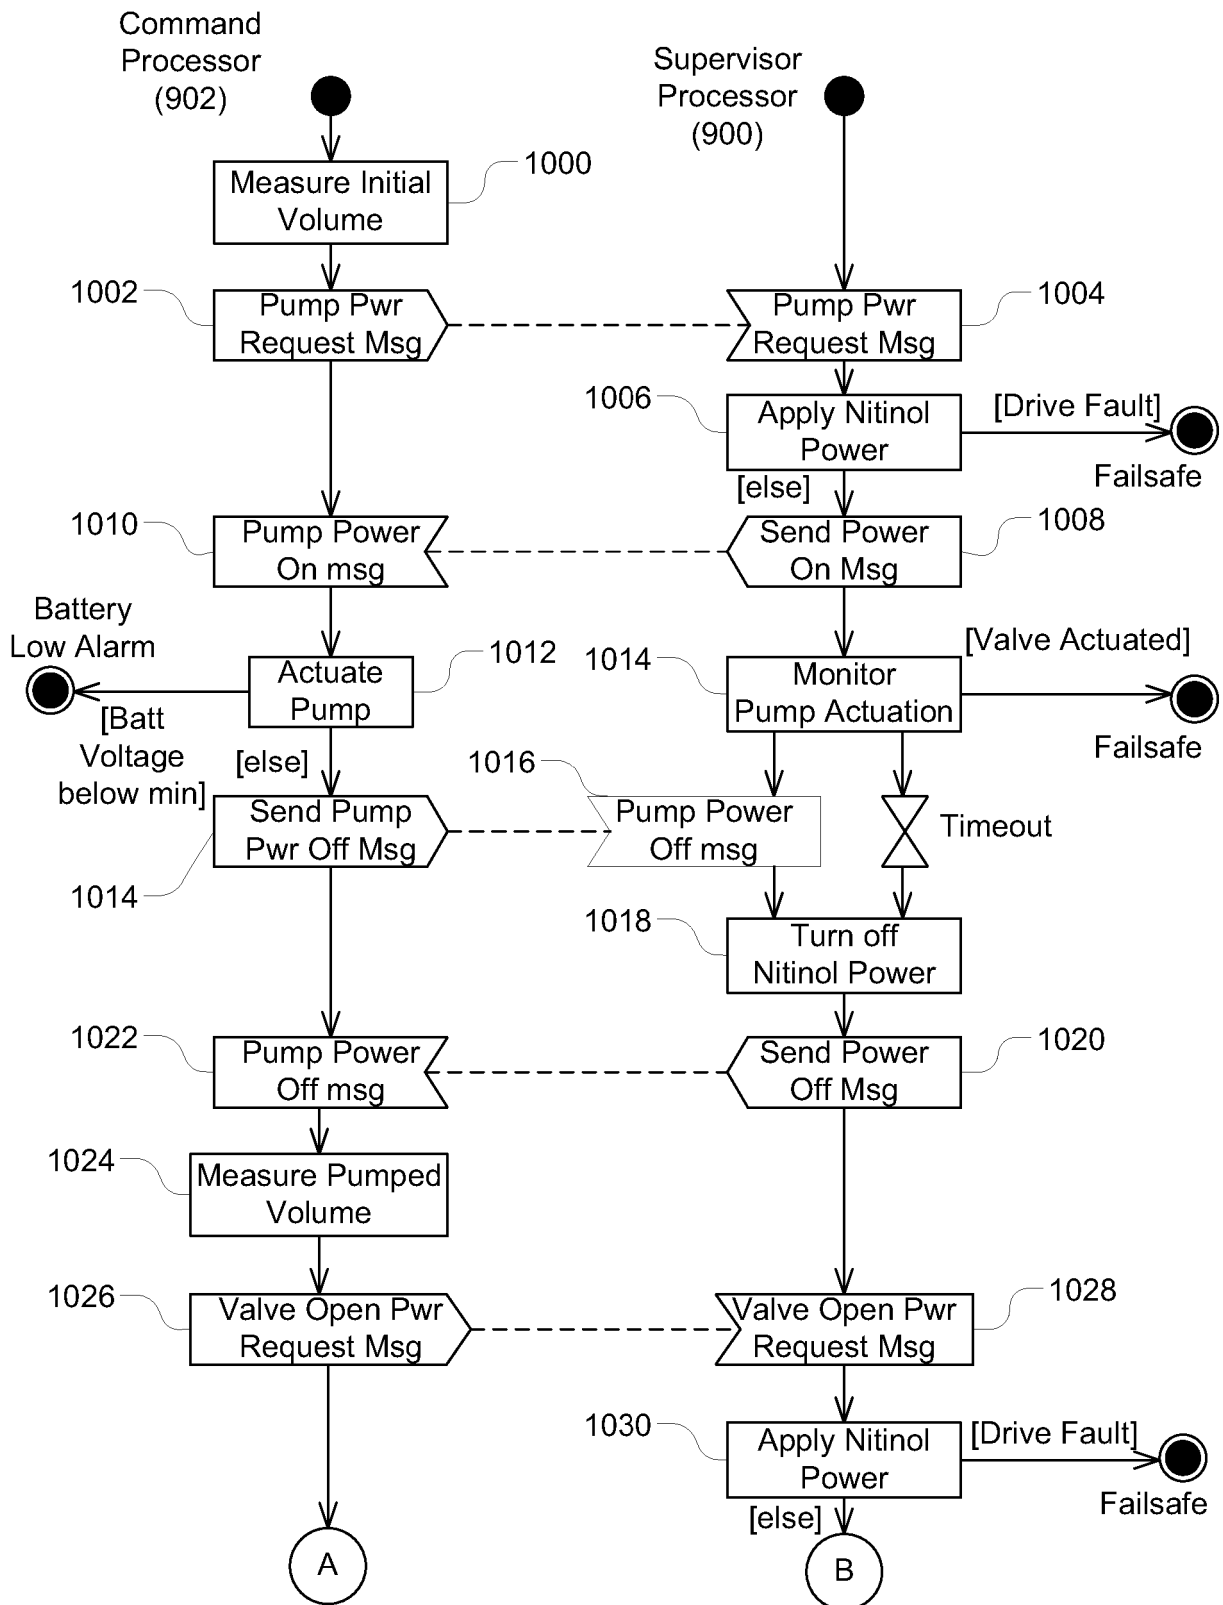 Command
Processor
(902)
Supervisor
Processor
(900)
Measure Initial
Volume
1000
1002
Pump Pwr
Request Msg
Pump Pwr
Request Msg
1004
1006
Apply Nitinol
Power
[Drive Fault]
Failsafe
[else]
1010
Pump Power
On msg
Send Power
On Msg
1008
Battery
Low Alarm
Actuate
Pump
1012
1014
Monitor
Pump Actuation
[Valve Actuated]
Failsafe
[Batt
Voltage
below min]
[else]
1016
Send Pump
Pwr Off Msg
Pump Power
Off msg
Timeout
1014
1018
Turn off
Nitinol Power
1022
Pump Power
Off msg
Send Power
Off Msg
1020
1024
Measure Pumped
Volume
1026
Valve Open Pwr
Request Msg
Valve Open Pwr
Request Msg
1028
1030
Apply Nitinol
Power
[Drive Fault]
Failsafe
[else]
A
B